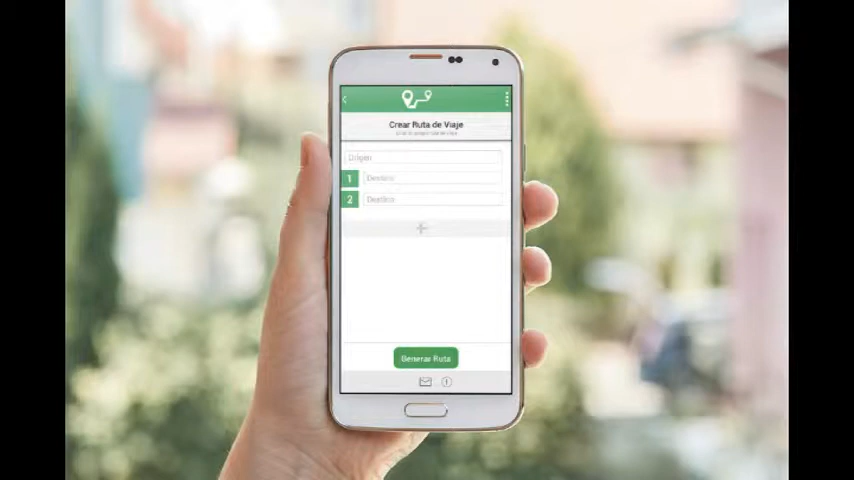 Crear Ruta de Viaje
Origen
1 Destino
2 Destino
Generar Ruta